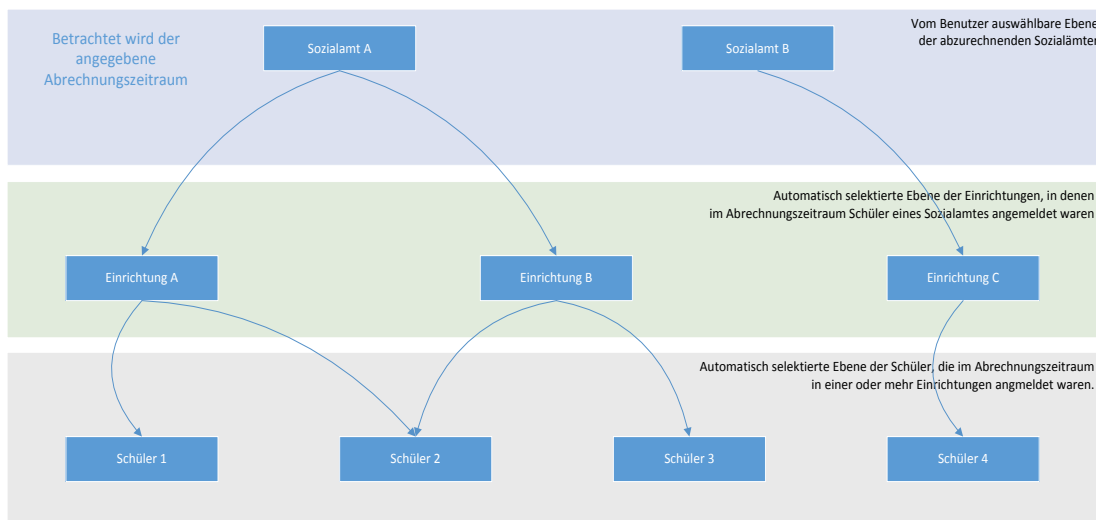 Betrachtet wird der
angegebene
Abrechnungszeitraum
Sozialamt A
Sozialamt B
Vom Benutzer auswählbare Ebene
der abzurechnenden Sozialämter
Automatisch selektierte Ebene der Einrichtungen, in denen
im Abrechnungszeitraum Schüler eines Sozialamtes angemeldet waren
Einrichtung A
Einrichtung B
Einrichtung C
Automatisch selektierte Ebene der Schüler, die im Abrechnungszeitraum
in einer oder mehr Einrichtungen angmeldet waren.
Schüler 1
Schüler 2
Schüler 3
Schüler 4